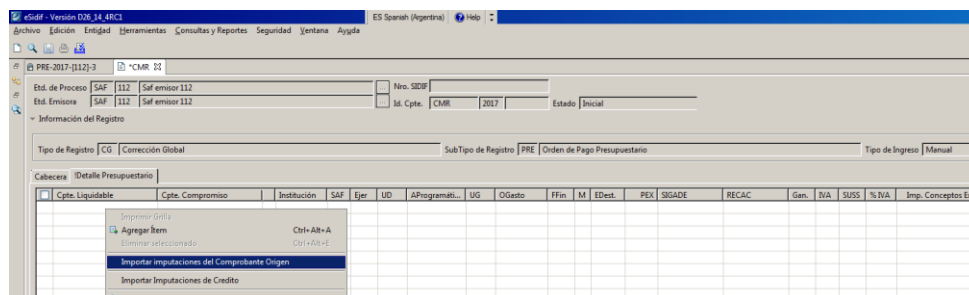 eSidif - Versión D26_14_4RC1
ES Spanish (Argentina) Help
Archivo Edición Entidad Herramientas Consultas y Reportes Seguridad Ventana Ayuda
PRE-2017-[112]-3 *CMR
Etd. de Proceso SAF 112 Saf emisor 112 ... Nro. SIDIF
Etd. Emisora SAF 112 Saf emisor 112 ... Id. Cpte. CMR 2017 Estado Inicial
Información del Registro
Tipo de Registro CG Corrección Global SubTipo de Registro PRE Orden de Pago Presupuestario Tipo de Ingreso Manual
Cabecera !Detalle Presupuestario
Cpte. Liquidable Cpte. Compromiso Institución SAF Ejer UD AProgramáti... UG OGasto FFin M EDest. PEX SIGADE RECAC Gan. IVA SUSS % IVA Imp. Conceptos
Imprimir Grilla
Agregar Ítem Ctrl+Alt+A
Eliminar seleccionado Ctrl+Alt+E
Importar imputaciones del Comprobante Origen
Importar Imputaciones de Credito